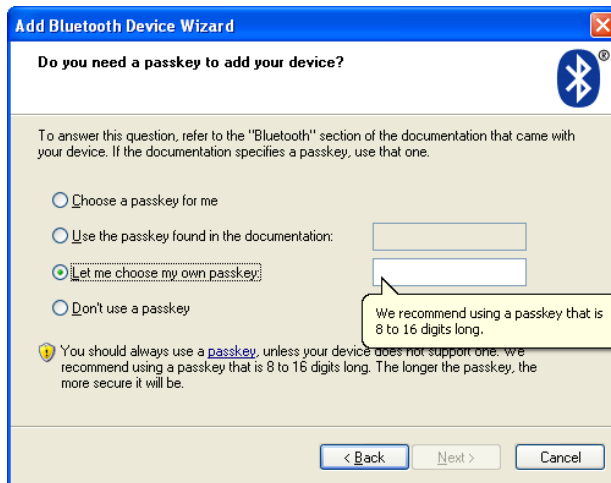 Add Bluetooth Device Wizard
Do you need a passkey to add your device?
®
To answer this question, refer to the "Bluetooth" section of the documentation that came with
your device. If the documentation specifies a passkey, use that one.
Choose a passkey for me
Use the passkey found in the documentation:
Let me choose my own passkey:
Don't use a passkey
We recommend using a passkey that is
8 to 16 digits long.
You should always use a passkey, unless your device does not support one. We
recommend using a passkey that is 8 to 16 digits long. The longer the passkey, the
more secure it will be.
< Back
Next >
Cancel